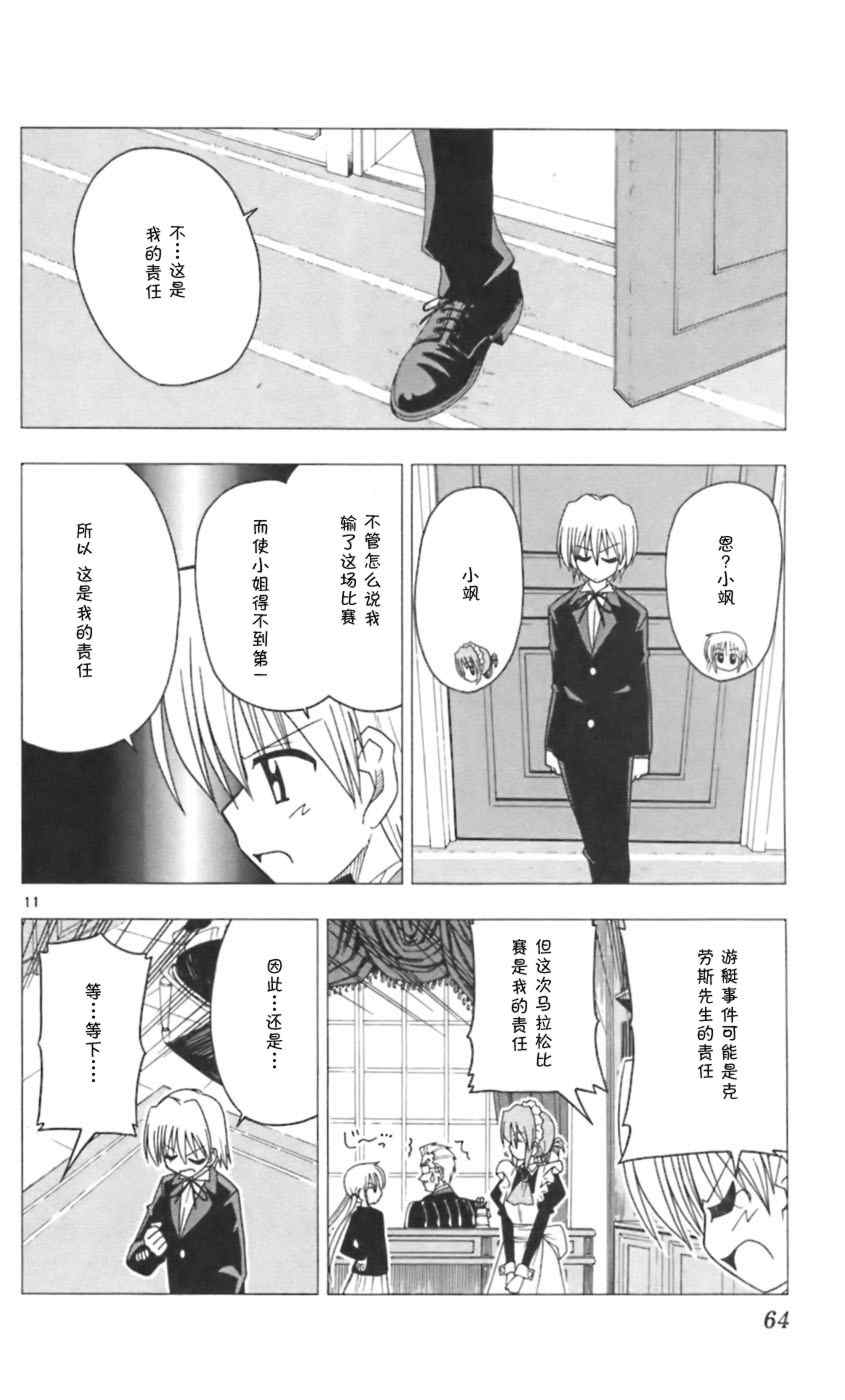 不…这是
我的责任
恩？小飒
小飒
不管怎么说我
输了这场比赛
而使小姐得不到第一
所以 这是我的责任
11
游艇事件可能是克
劳斯先生的责任
但这次马拉松比
赛是我的责任
じ〜ッ
因此…还是…
等…等下…
64